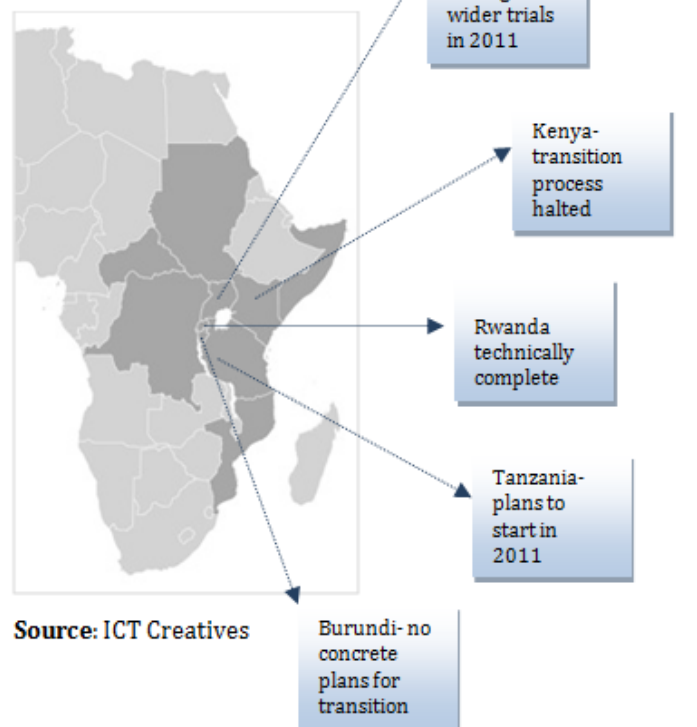 wider trials
in 2011
Kenya-
transition
process
halted
Rwanda
technically
complete
Tanzania-
plans to
start in
2011
Source: ICT Creatives
Burundi- no
concrete
plans for
transition